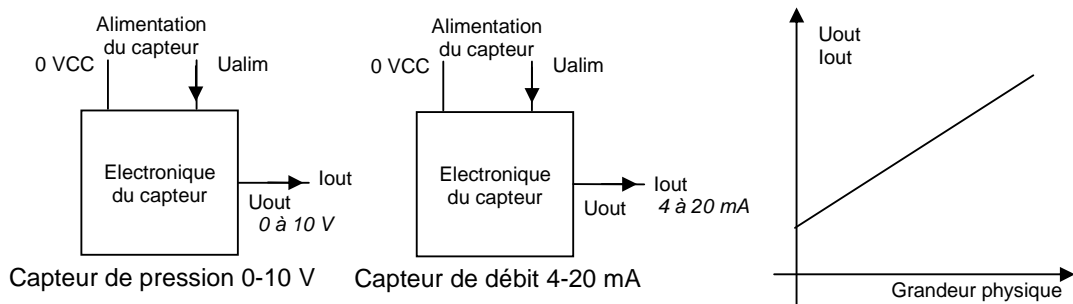 Alimentation
du capteur
0 VCC
Ualim
Electronique
du capteur
Iout
Uout
0 à 10 V
Capteur de pression 0-10 V
Alimentation
du capteur
0 VCC
Ualim
Electronique
du capteur
Iout
Uout
4 à 20 mA
Capteur de débit 4-20 mA
Uout
Iout
Grandeur physique